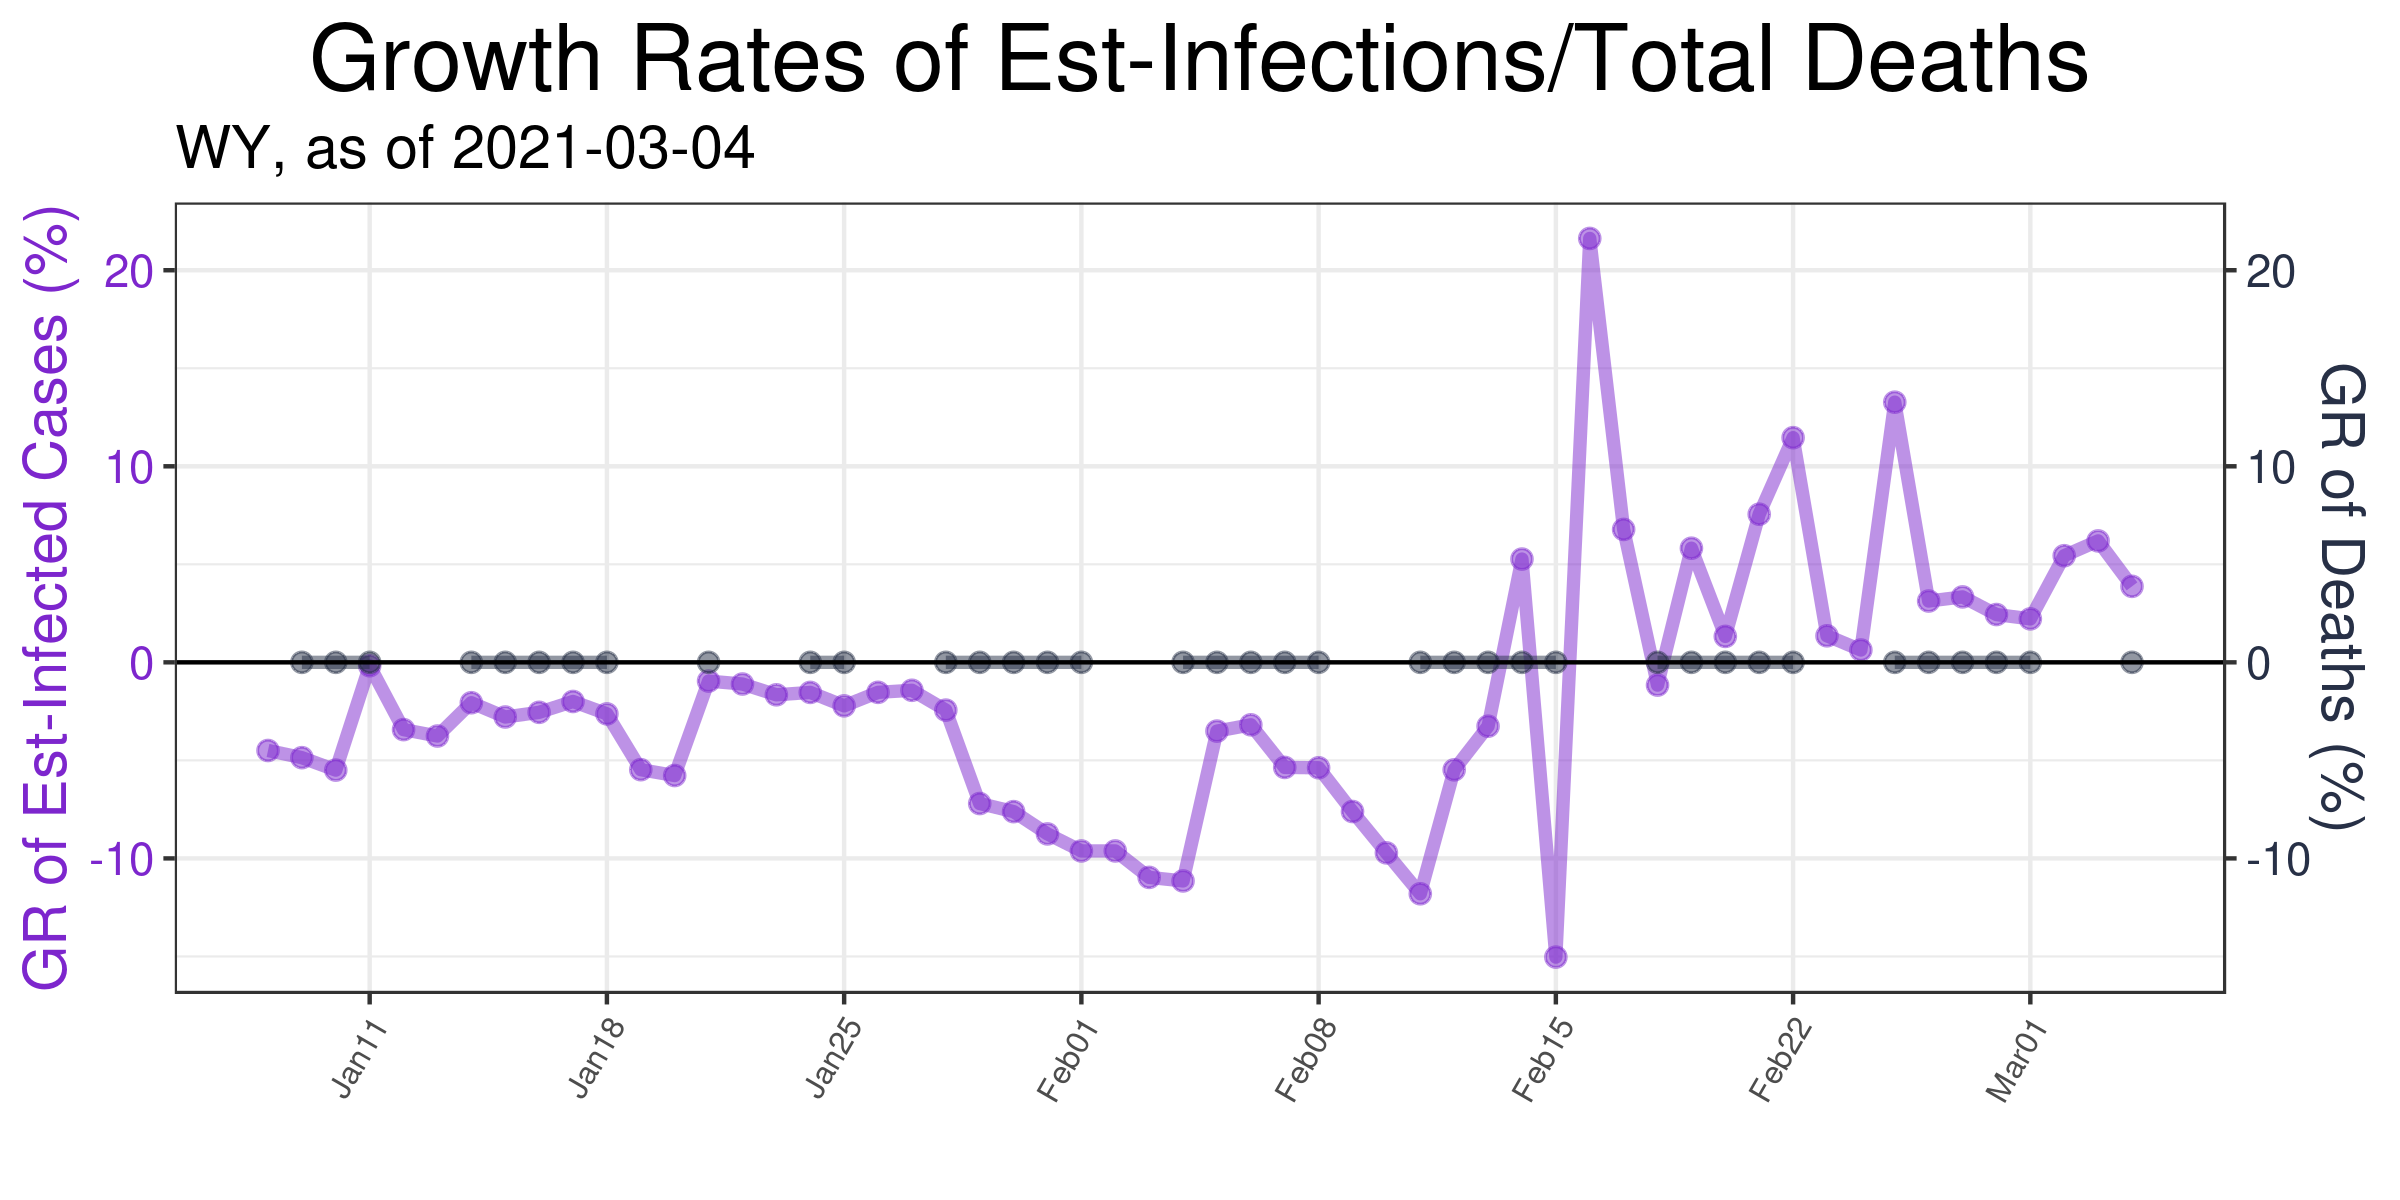 Growth Rates of Est-Infections/Total Deaths
WY, as of 2021-03-04
GR of Est-Infected Cases (%)
20
10
0
-10
20
10
0
-10
GR of Deaths (%)
Jan11
Jan18
Jan25
Feb01
Feb08
Feb15
Feb22
Mar01